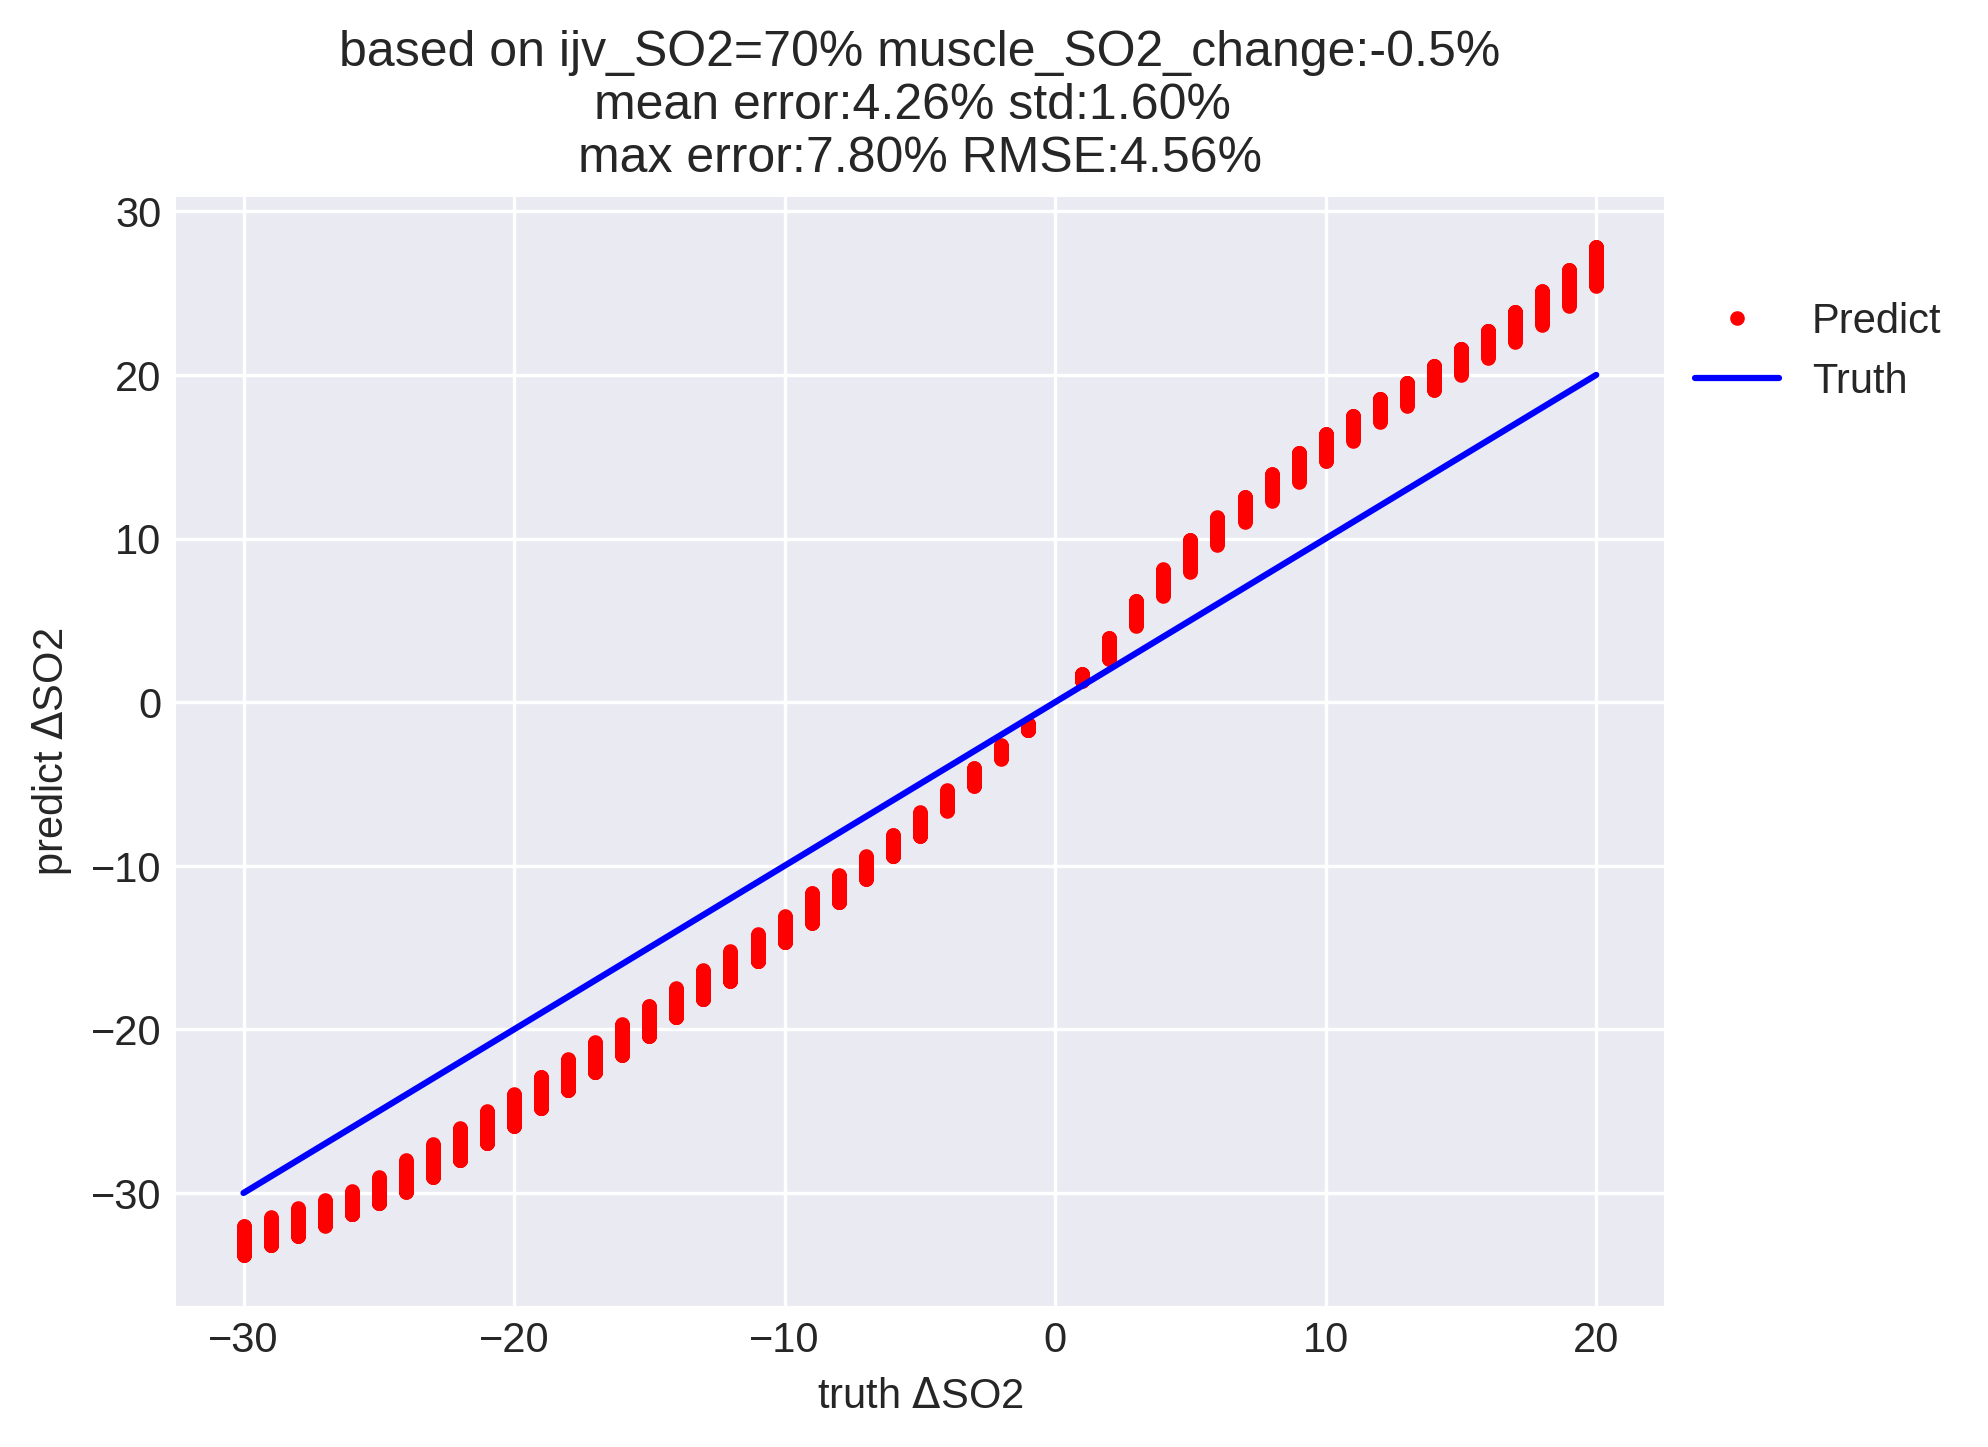 based on ijv_SO2=70% muscle_SO2_change:-0.5%
mean error:4.26% std:1.60%
max error:7.80% RMSE:4.56%
30
20
10
0
−10
−20
−30
predict ΔSO2
−30
−20
−10
0
10
20
truth ΔSO2
Predict
Truth